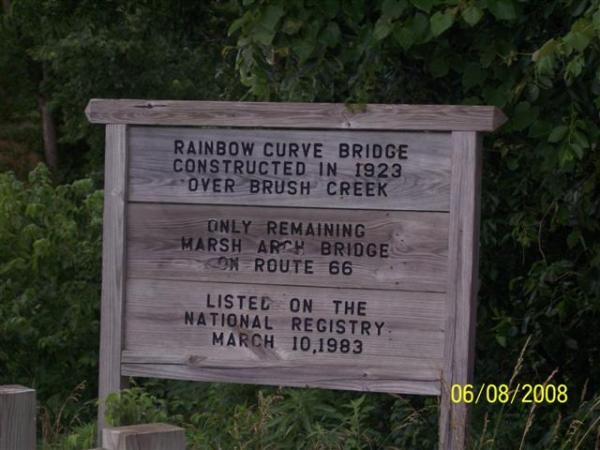 RAINBOW CURVE BRIDGE
CONSTRUCTED IN 1923
OVER BRUSH CREEK
ONLY REMAINING
MARSH ARCH BRIDGE
ON ROUTE 66
LISTED ON THE
NATIONAL REGISTRY
MARCH 10,1983
06/08/2008